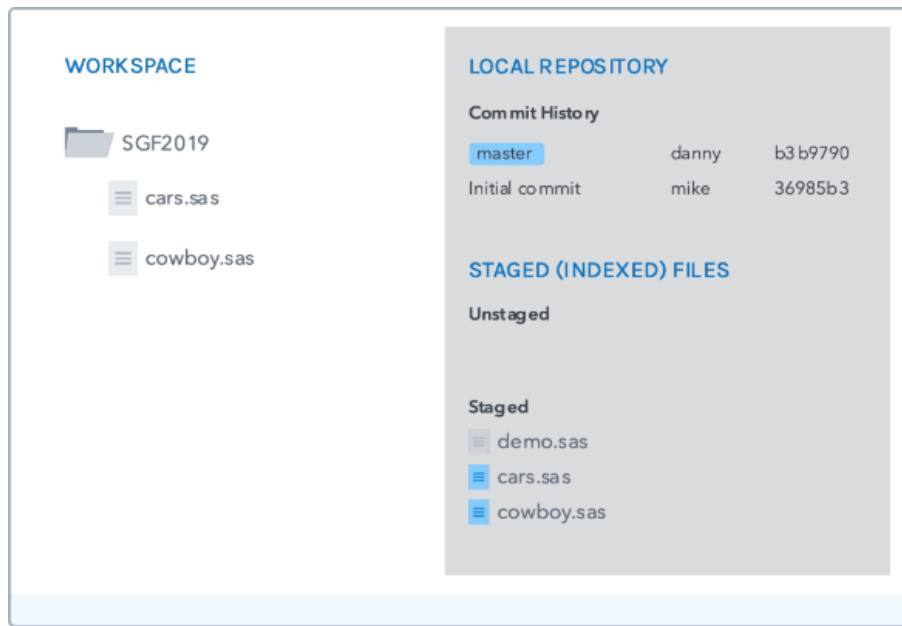 WORKSPACE
SGF2019
cars.sas
cowboy.sas
LOCAL REPOSITORY
Commit History
master danny b3b9790
Initial commit mike 36985b3
STAGED (INDEXED) FILES
Unstaged
Staged
demo.sas
cars.sas
cowboy.sas